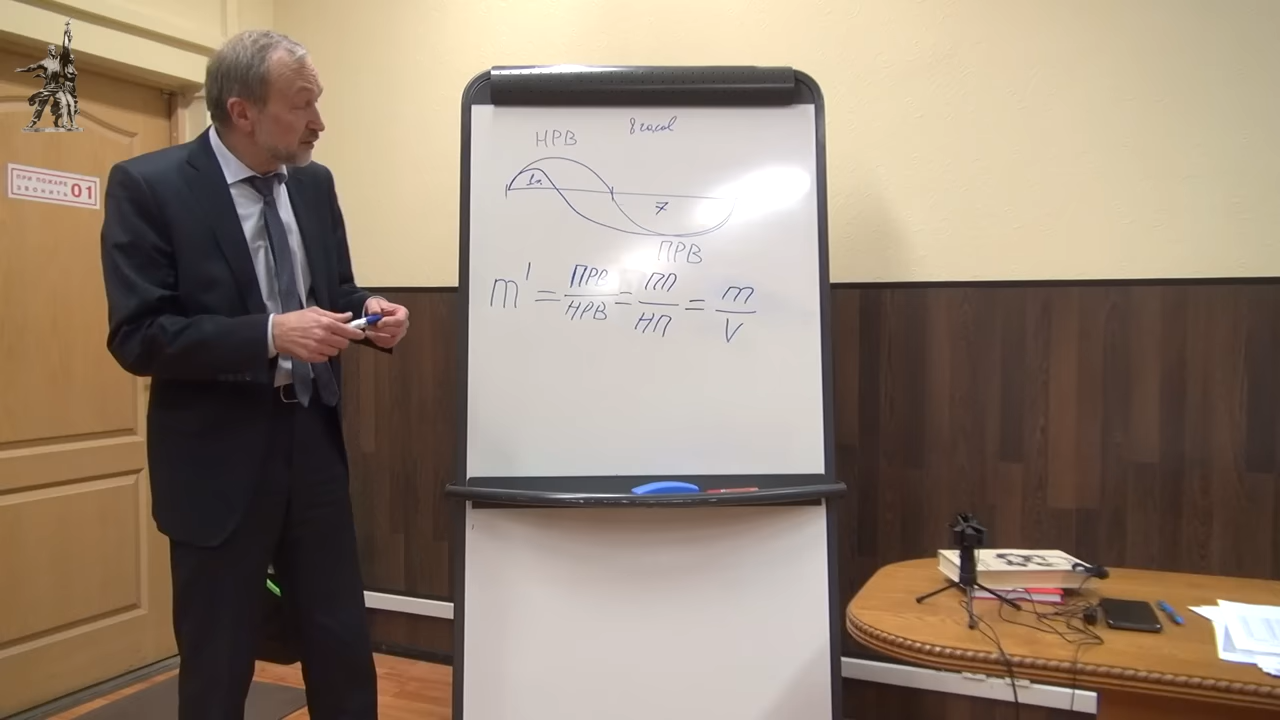 ПРИ ПОЖАРЕ
ЗВОНИТЬ 01
8 часов
НРВ
7
ПРВ
m' = ПРВ/НРВ = ПП/НП = m/V